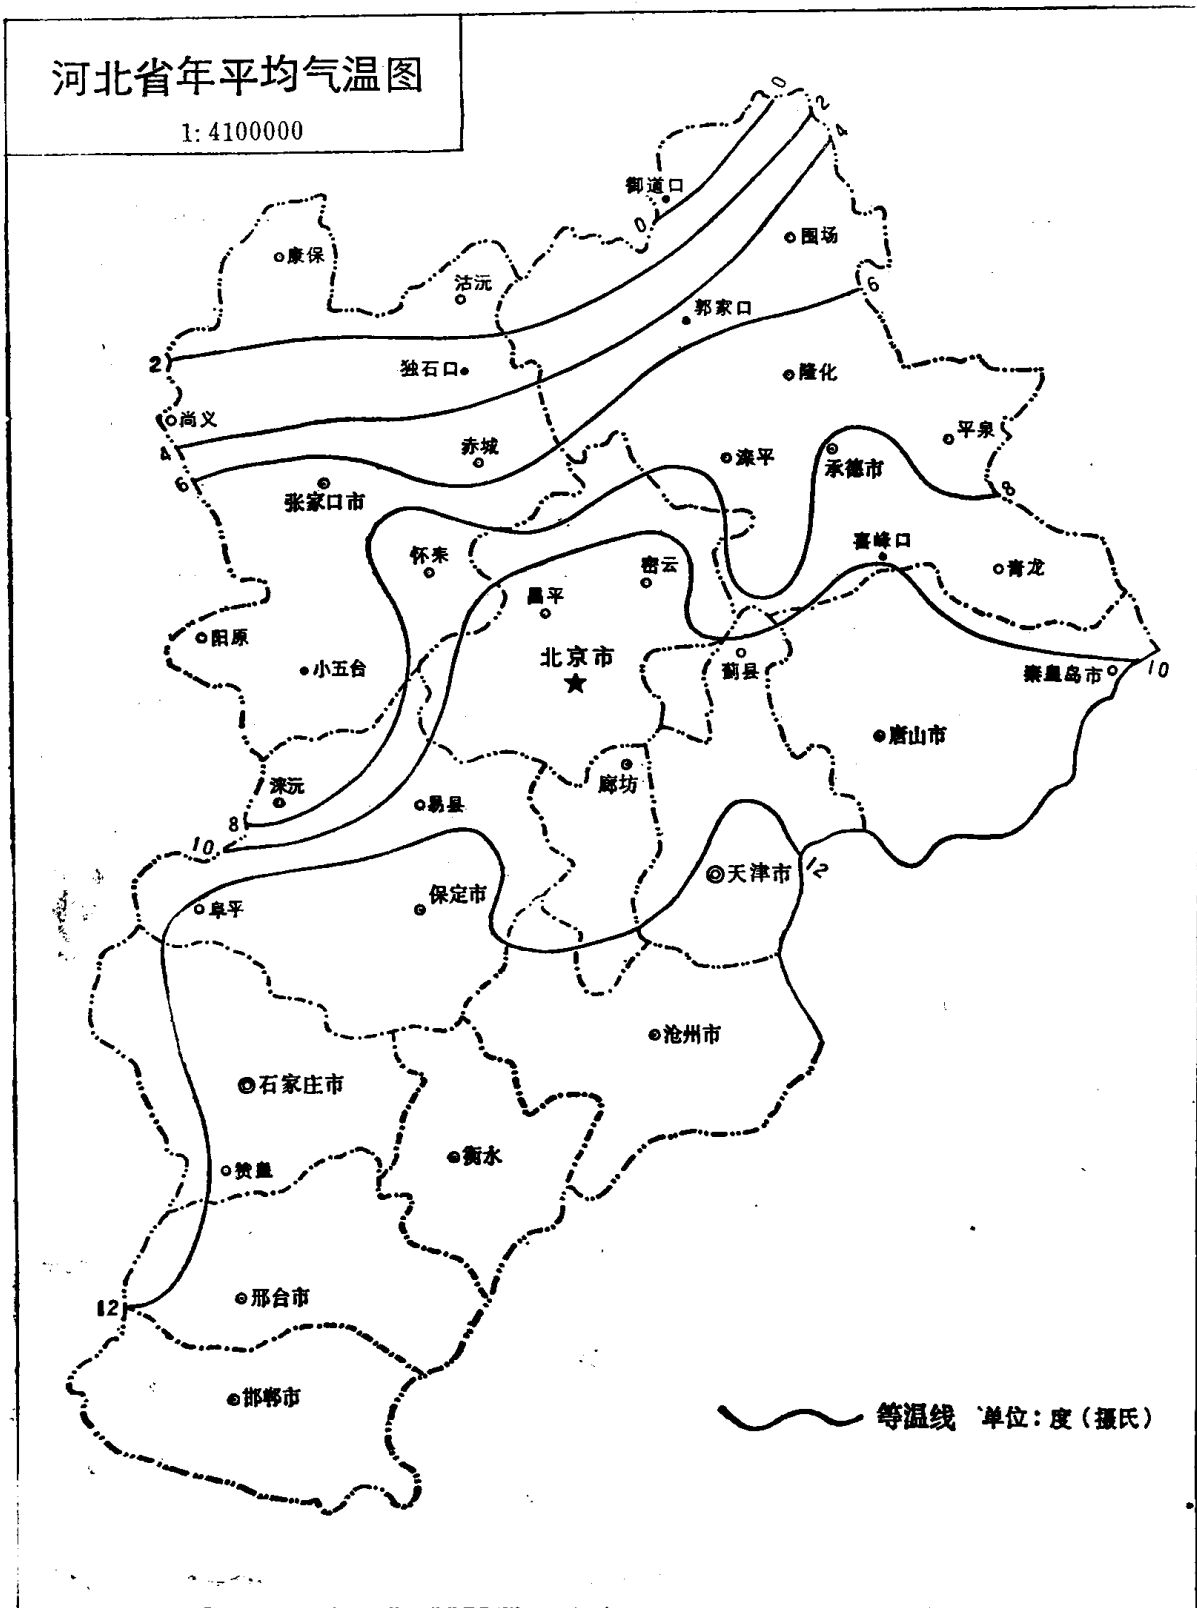 河北省年平均气温图
1:4100000
0
2
4
御道口
0
围场
康保
沽沅
6
郭家口
2
独石口
隆化
尚义
4
赤城
平泉
滦平
承德市
6
张家口市
8
喜峰口
怀来
密云
青龙
昌平
阳原
北京市
小五台
蓟县
秦皇岛市
10
唐山市
涞沅
廊坊
易县
8
10
12
天津市
阜平
保定市
沧州市
石家庄市
衡水
赞皇
12
邢台市
邯郸市
等温线 单位：度（摄氏）